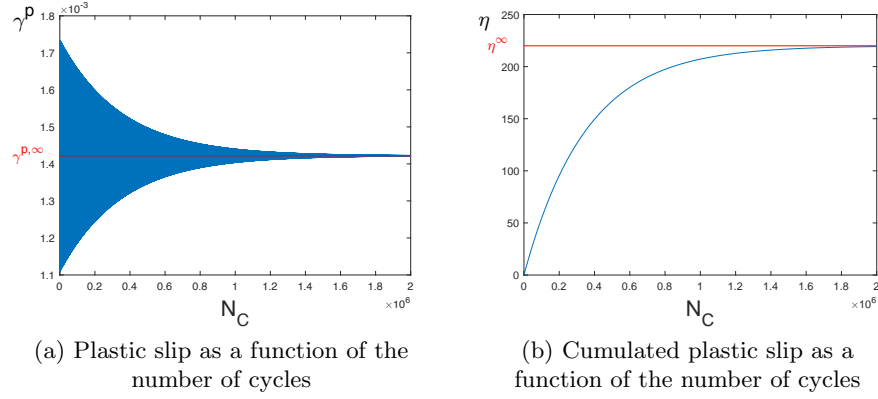 γᵖ
×10⁻³
1.8
1.7
1.6
1.5
γᵖ,∞
1.4
1.3
1.2
1.1
0 0.2 0.4 0.6 0.8 1 1.2 1.4 1.6 1.8 2
×10⁶
N_C
(a) Plastic slip as a function of the
number of cycles
η
250
η^∞
200
150
100
50
0
0 0.2 0.4 0.6 0.8 1 1.2 1.4 1.6 1.8 2
×10⁶
N_C
(b) Cumulated plastic slip as a
function of the number of cycles